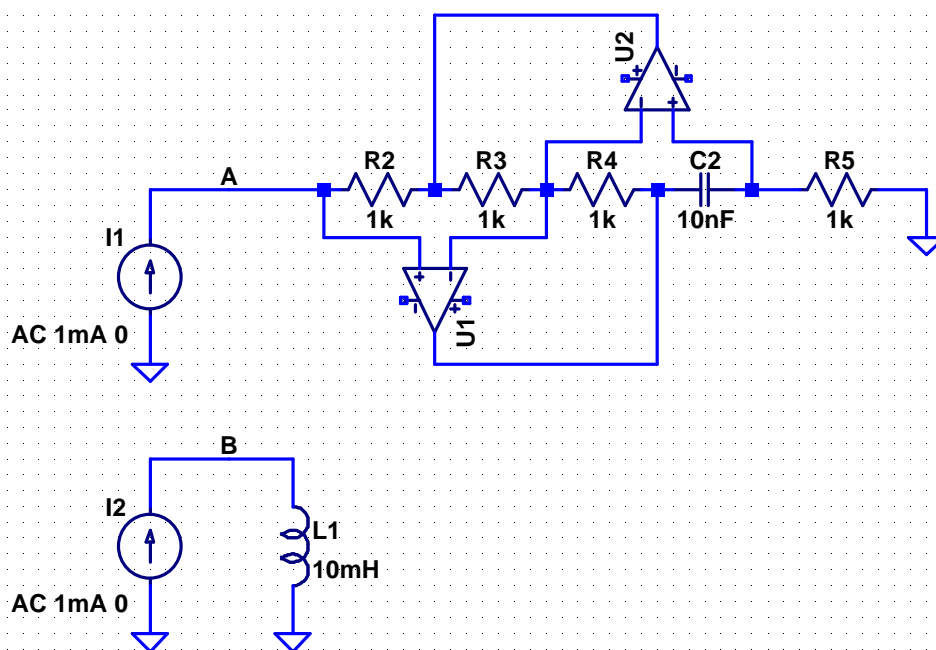 U2
R2
R3
R4
C2
R5
A
1k
1k
1k
10nF
1k
I1
U1
AC 1mA 0
B
I2
L1
10mH
AC 1mA 0